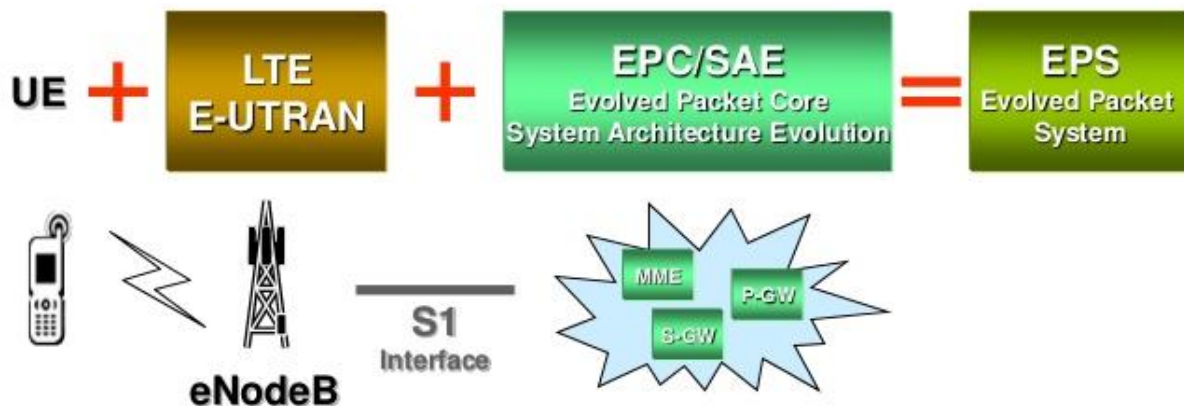 UE + LTE E-UTRAN + EPC/SAE = EPS
Evolved Packet Core
System Architecture Evolution
Evolved Packet
System
MME
P-GW
S-GW
S1
Interface
eNodeB